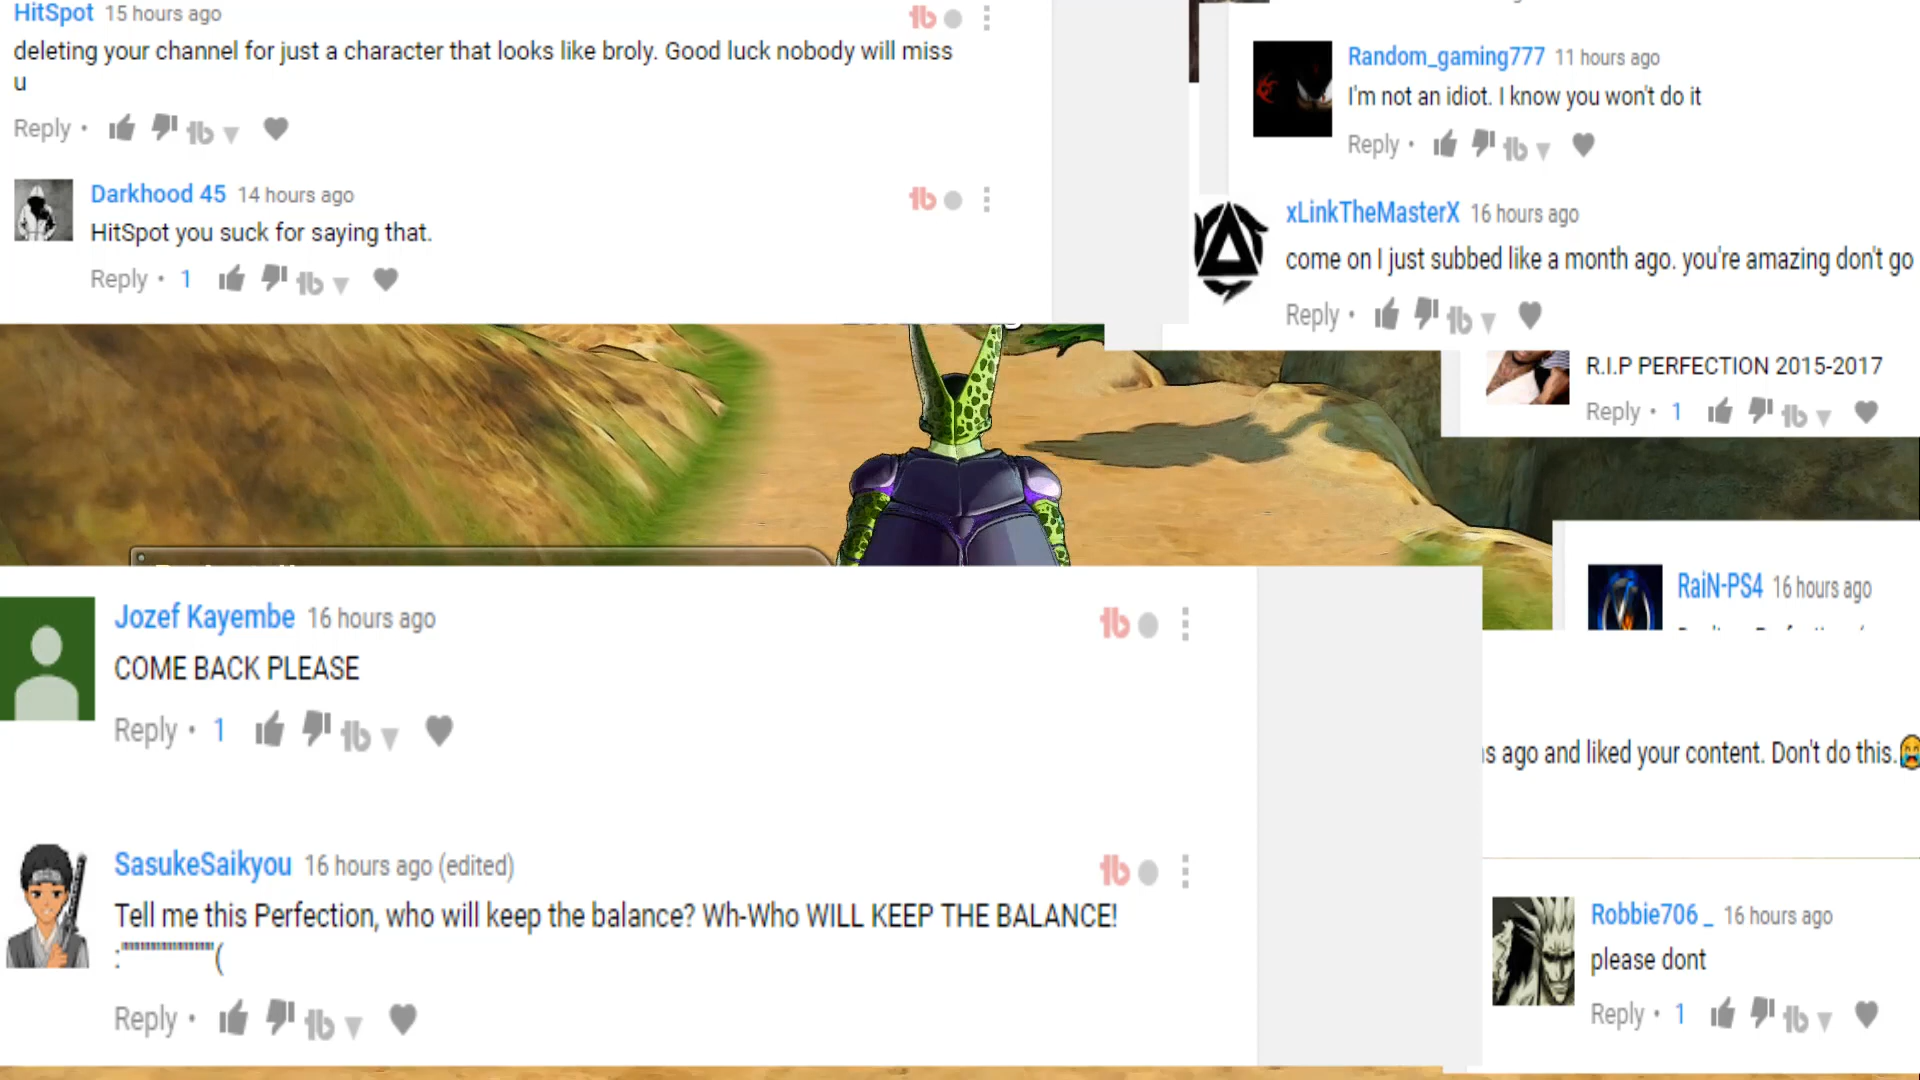 HitSpot 15 hours ago
deleting your channel for just a character that looks like broly. Good luck nobody will miss
u
Reply •
Darkhood 45 14 hours ago
HitSpot you suck for saying that.
Reply • 1
Random_gaming777 11 hours ago
I'm not an idiot. I know you won't do it
Reply •
xLinkTheMasterX 16 hours ago
come on I just subbed like a month ago. you're amazing don't go
Reply •
R.I.P PERFECTION 2015-2017
Reply • 1
Jozef Kayembe 16 hours ago
COME BACK PLEASE
Reply • 1
SasukeSaikyou 16 hours ago (edited)
Tell me this Perfection, who will keep the balance? Wh-Who WILL KEEP THE BALANCE!
:"""""""""""(
Reply •
RaiN-PS4 16 hours ago
ago and liked your content. Don't do this.😭
Robbie706 _ 16 hours ago
please dont
Reply • 1